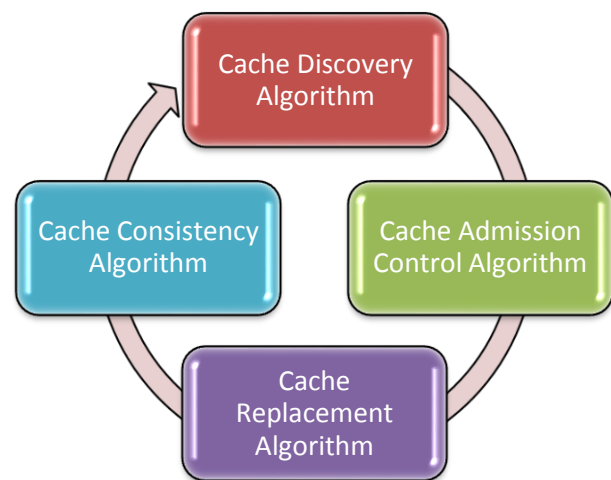 Cache Discovery
Algorithm
Cache Consistency
Algorithm
Cache Admission
Control Algorithm
Cache
Replacement
Algorithm